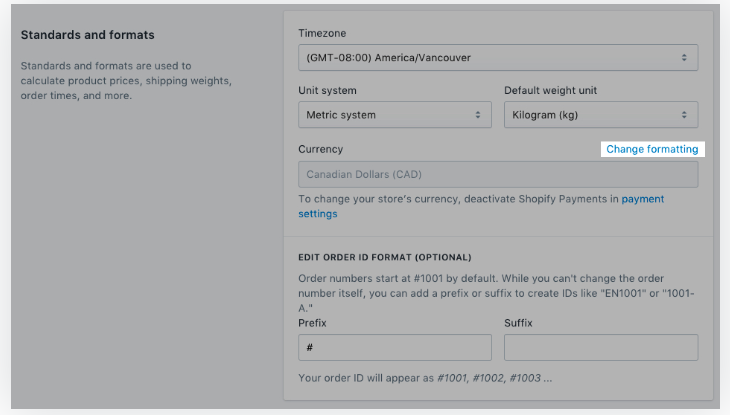 Standards and formats
Standards and formats are used to
calculate product prices, shipping weights,
order times, and more.
Timezone
(GMT-08:00) America/Vancouver
Unit system
Default weight unit
Metric system
Kilogram (kg)
Currency
Change formatting
Canadian Dollars (CAD)
To change your store's currency, deactivate Shopify Payments in payment
settings
EDIT ORDER ID FORMAT (OPTIONAL)
Order numbers start at #1001 by default. While you can't change the order
number itself, you can add a prefix or suffix to create IDs like "EN1001" or "1001-
A."
Prefix
Suffix
#
Your order ID will appear as #1001, #1002, #1003 ...